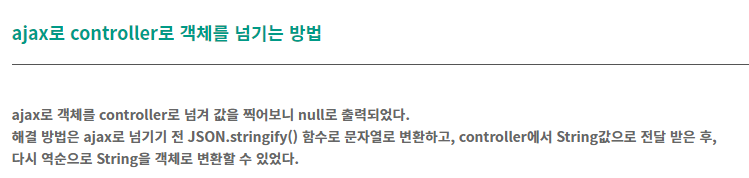 ajax로 controller로 객체를 넘기는 방법
ajax로 객체를 controller로 넘겨 값을 찍어보니 null로 출력되었다.
해결 방법은 ajax로 넘기기 전 JSON.stringify() 함수로 문자열로 변환하고, controller에서 String값으로 전달 받은 후,
다시 역순으로 String을 객체로 변환할 수 있었다.